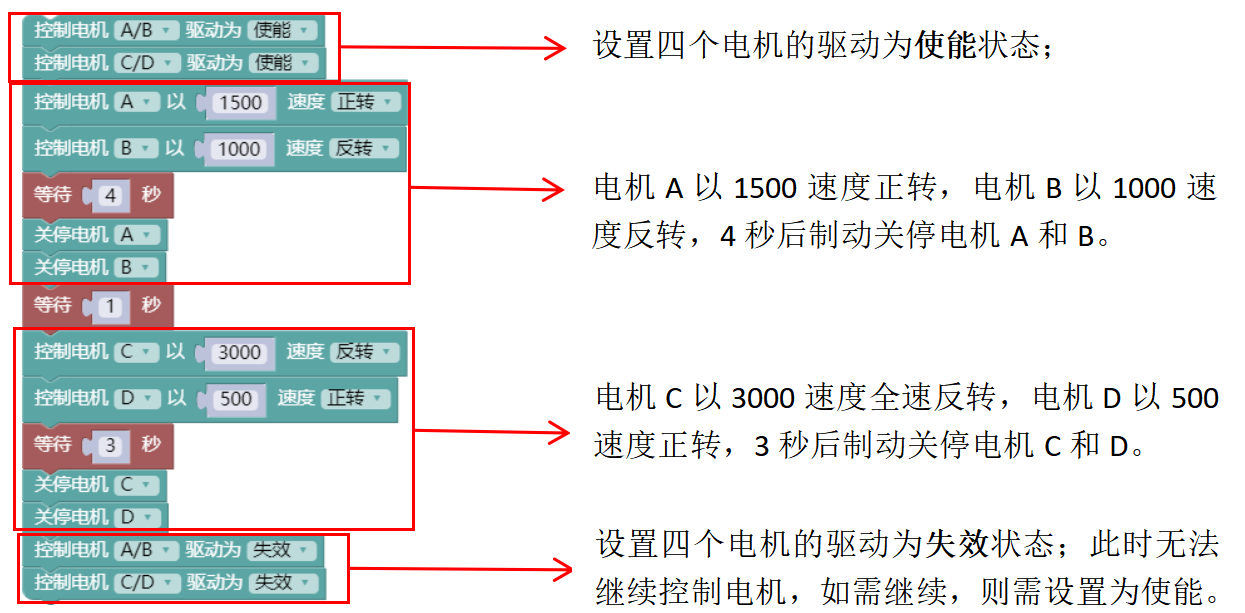 控制电机 A/B 驱动为 使能
控制电机 C/D 驱动为 使能
设置四个电机的驱动为使能状态；
控制电机 A 以 1500 速度 正转
控制电机 B 以 1000 速度 反转
等待 4 秒
关停电机 A
关停电机 B
电机 A 以 1500 速度正转，电机 B 以 1000 速
度反转，4 秒后制动关停电机 A 和 B。
等待 1 秒
控制电机 C 以 3000 速度 反转
控制电机 D 以 500 速度 正转
等待 3 秒
关停电机 C
关停电机 D
电机 C 以 3000 速度全速反转，电机 D 以 500
速度正转，3 秒后制动关停电机 C 和 D。
控制电机 A/B 驱动为 失效
控制电机 C/D 驱动为 失效
设置四个电机的驱动为失效状态；此时无法
继续控制电机，如需继续，则需设置为使能。